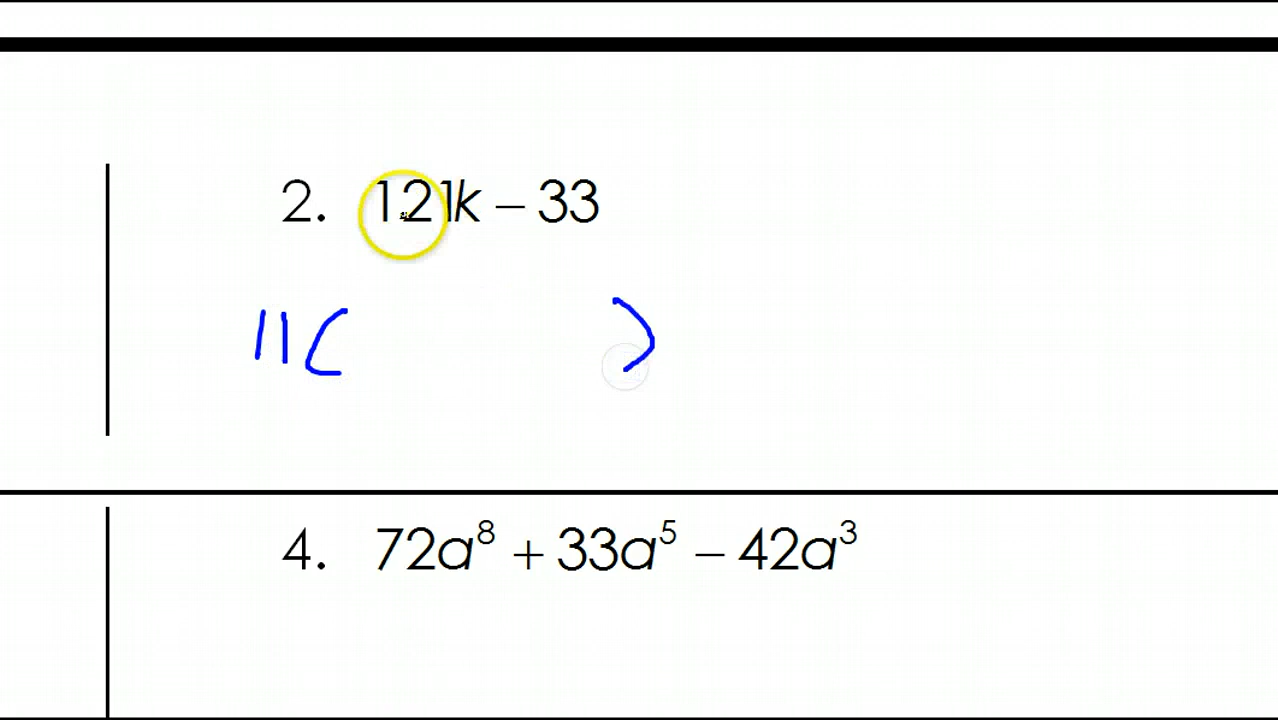 2. 121k – 33
11( )
4. 72a⁸ + 33a⁵ – 42a³